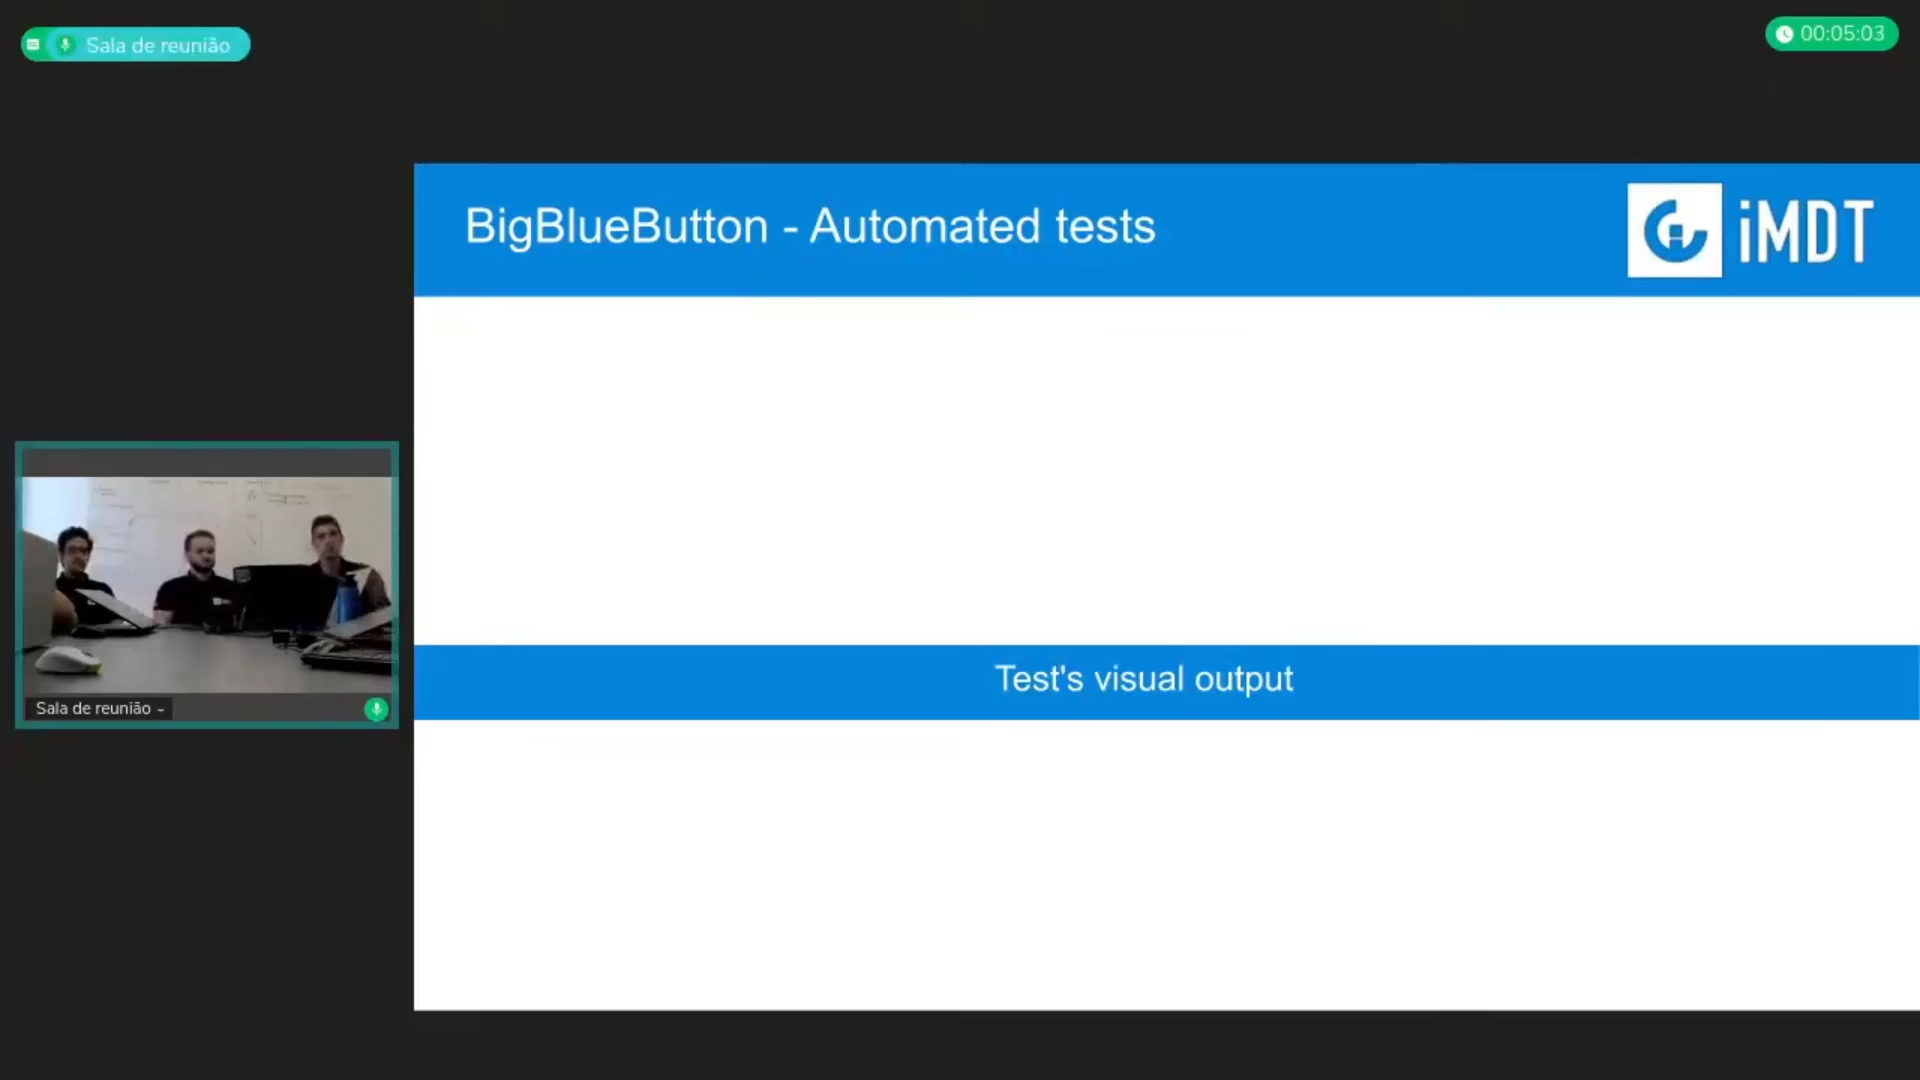 Sala de reunião
00:05:03
BigBlueButton - Automated tests
iMDT
Test's visual output
Sala de reunião